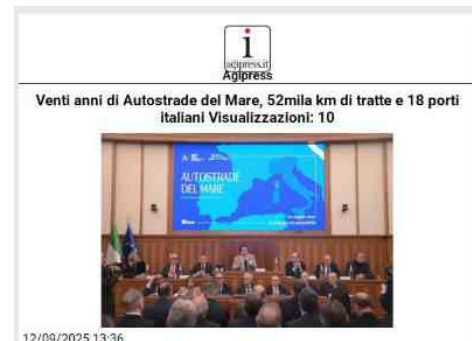 i
agipress.it
Agipress
Venti anni di Autostrade del Mare, 52mila km di tratte e 18 porti
italiani Visualizzazioni: 10
AUTOSTRADE
DEL MARE
12/09/2025 13:36